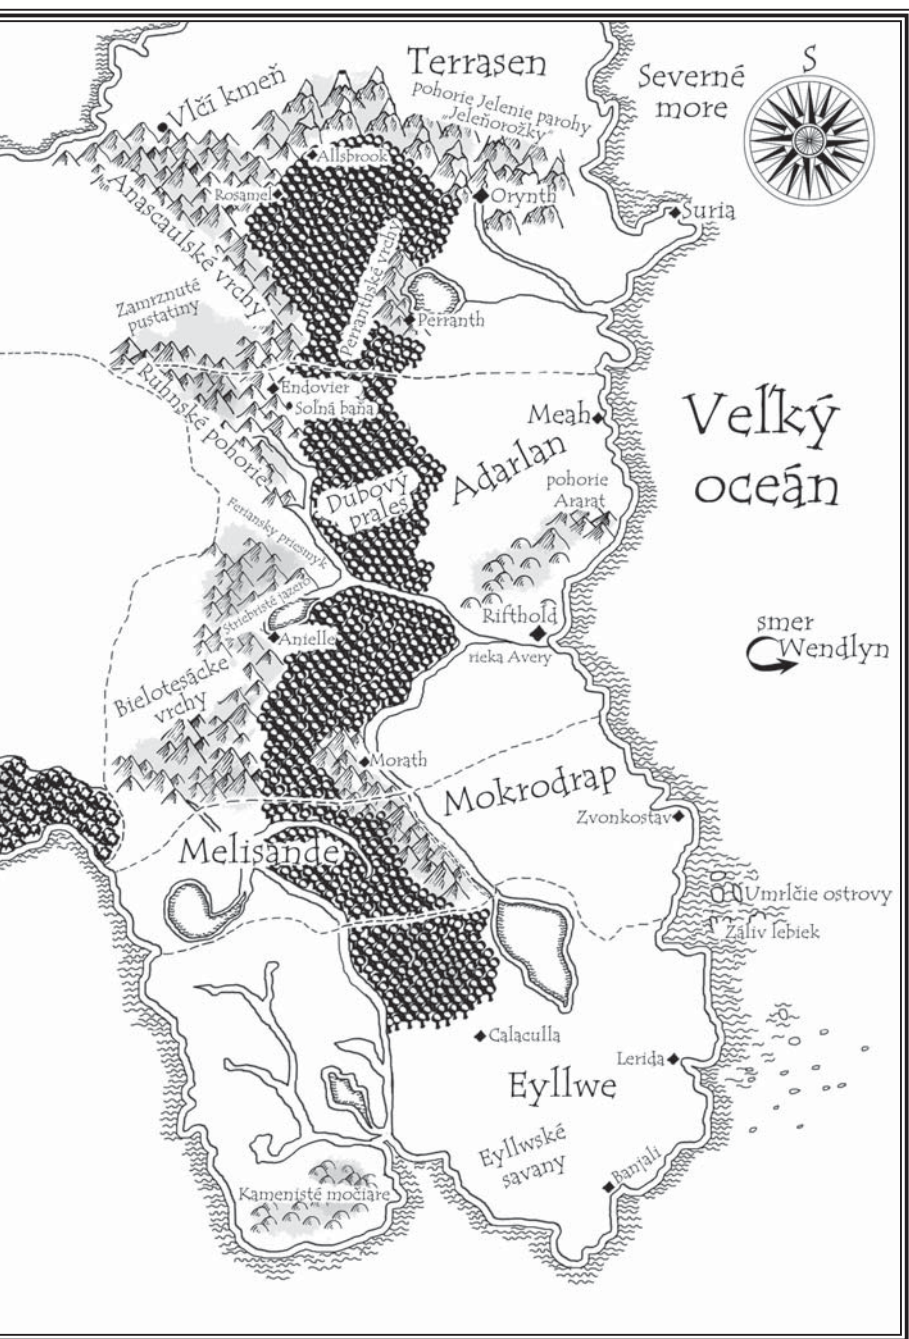 Terrasen
S
Severné
more
pohorie Jelenie parohy
„Jeleňorožky“
Vlčí kmeň
Allsbrook
Rosamel
Orynth
Suria
Anascaulské vrchy
Perranthské vrchy
Zamrznuté
pustatiny
Perranth
Ruhnské pohorie
Endovier
Soľná baňa
Meah
Veľký
oceán
Adarlan
pohorie
Ararat
Dubový
prales
Feriansky priesmyk
Striebristé jazero
Anielle
Rifthold
rieka Avery
smer
Wendlyn
Bielotesácke
vrchy
Morath
Mokrodrap
Zvonkostav
Melisande
Umrlčie ostrovy
Záliv lebiek
Calaculla
Lerida
Eyllwe
Eyllwské
savany
Banjali
Kamenisté močiare